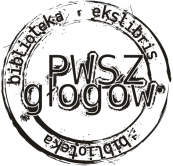 biblioteka · ekslibris
PWSZ
głogów
biblioteka